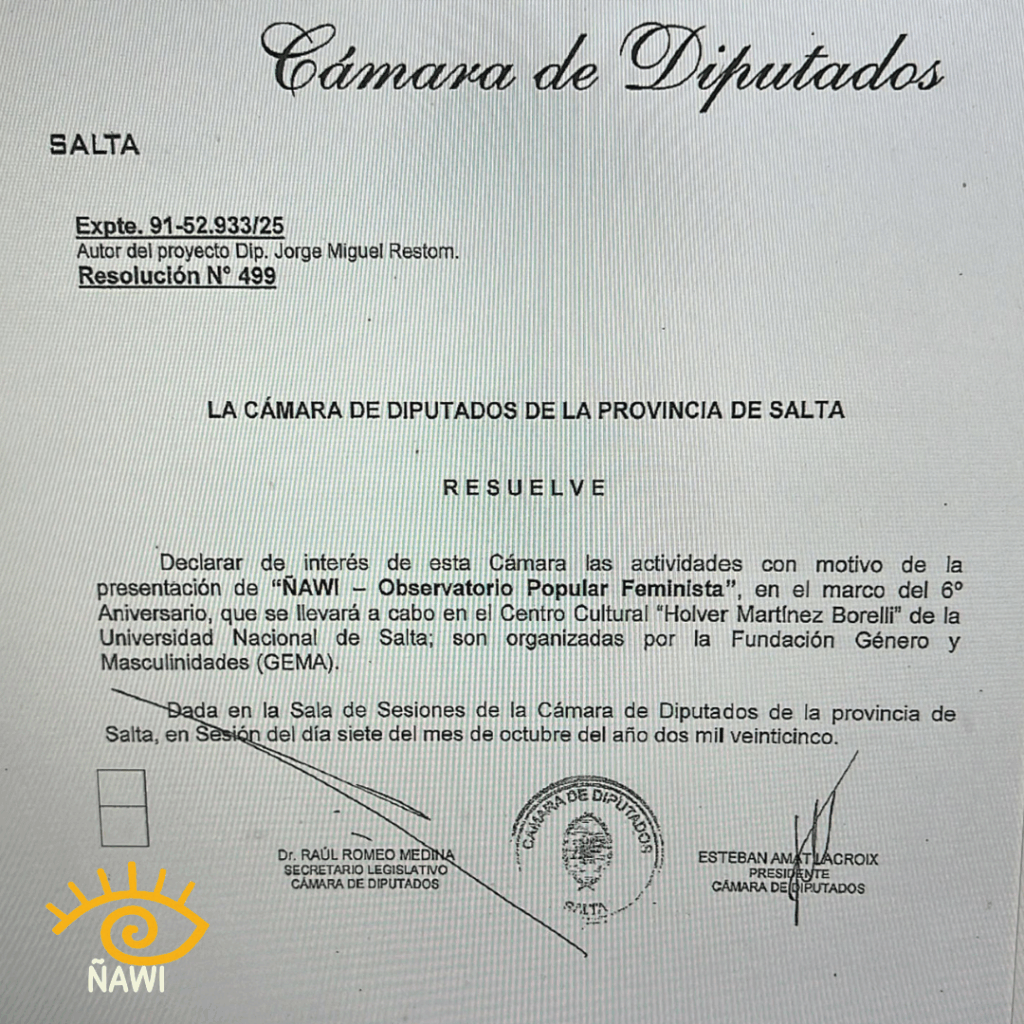 Cámara de Diputados
SALTA
Expte. 91-52.933/25
Autor del proyecto Dip. Jorge Miguel Restom.
Resolución N° 499
LA CÁMARA DE DIPUTADOS DE LA PROVINCIA DE SALTA
R E S U E L V E
Declarar de interés de esta Cámara las actividades con motivo de la
presentación de “ÑAWI – Observatorio Popular Feminista”, en el marco del 6º
Aniversario, que se llevará a cabo en el Centro Cultural “Holver Martínez Borelli” de la
Universidad Nacional de Salta; son organizadas por la Fundación Género y
Masculinidades (GEMA).
Dada en la Sala de Sesiones de la Cámara de Diputados de la provincia de
Salta, en Sesión del día siete del mes de octubre del año dos mil veinticinco.
Dr. RAÚL ROMEO MEDINA
SECRETARIO LEGISLATIVO
CÁMARA DE DIPUTADOS
CÁMARA DE DIPUTADOS
SALTA
ESTEBAN AMAT LACROIX
PRESIDENTE
CÁMARA DE DIPUTADOS
ÑAWI